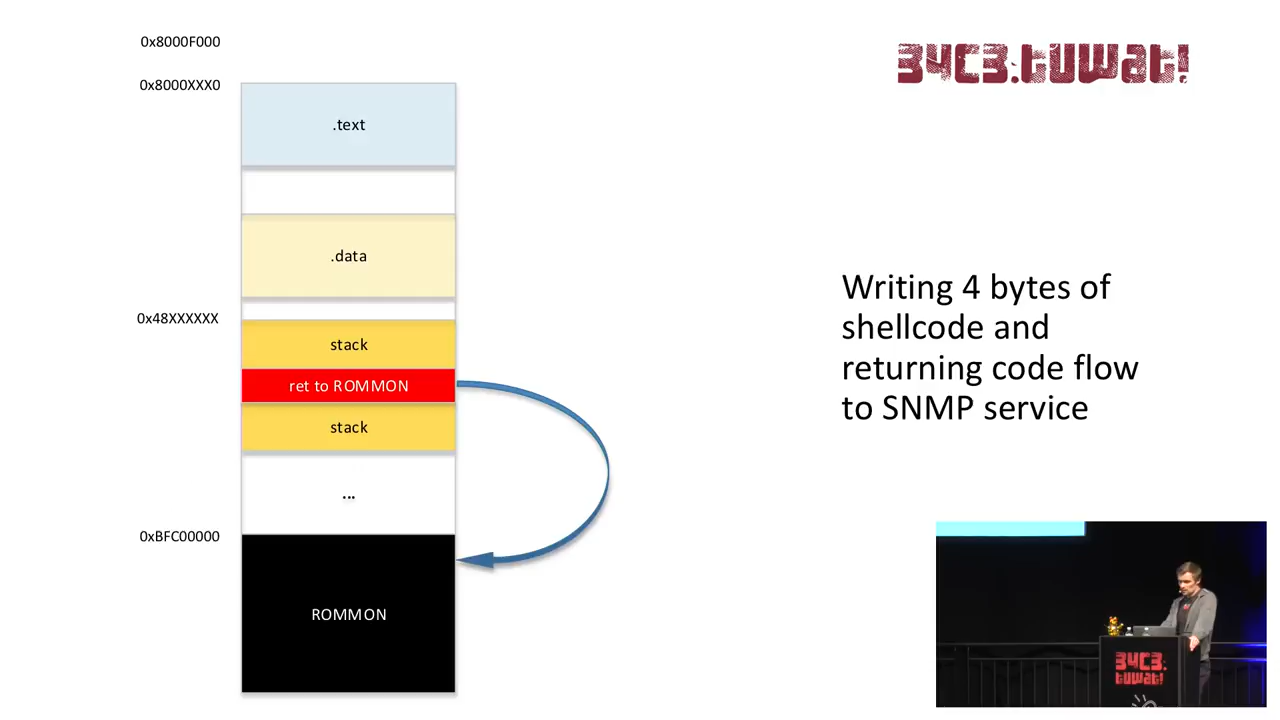 0x8000F000
34C3.tuwat!
0x8000XXX0
.text
.data
0x48XXXXXX
stack
ret to ROMMON
stack
...
0xBFC00000
ROMMON
Writing 4 bytes of
shellcode and
returning code flow
to SNMP service
34C3.
tuwat!